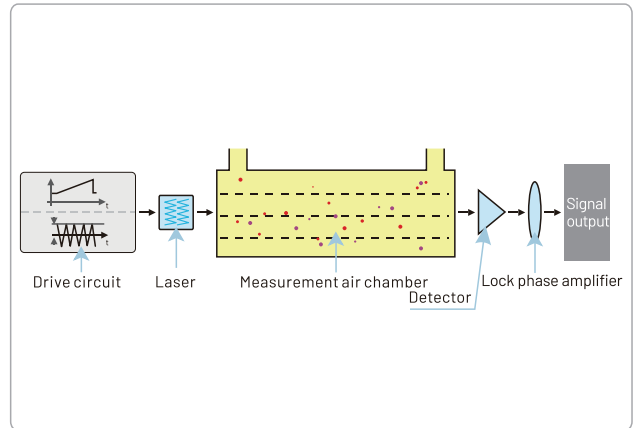 t
t
Signal
output
Drive circuit
Laser
Measurement air chamber
Detector
Lock phase amplifier